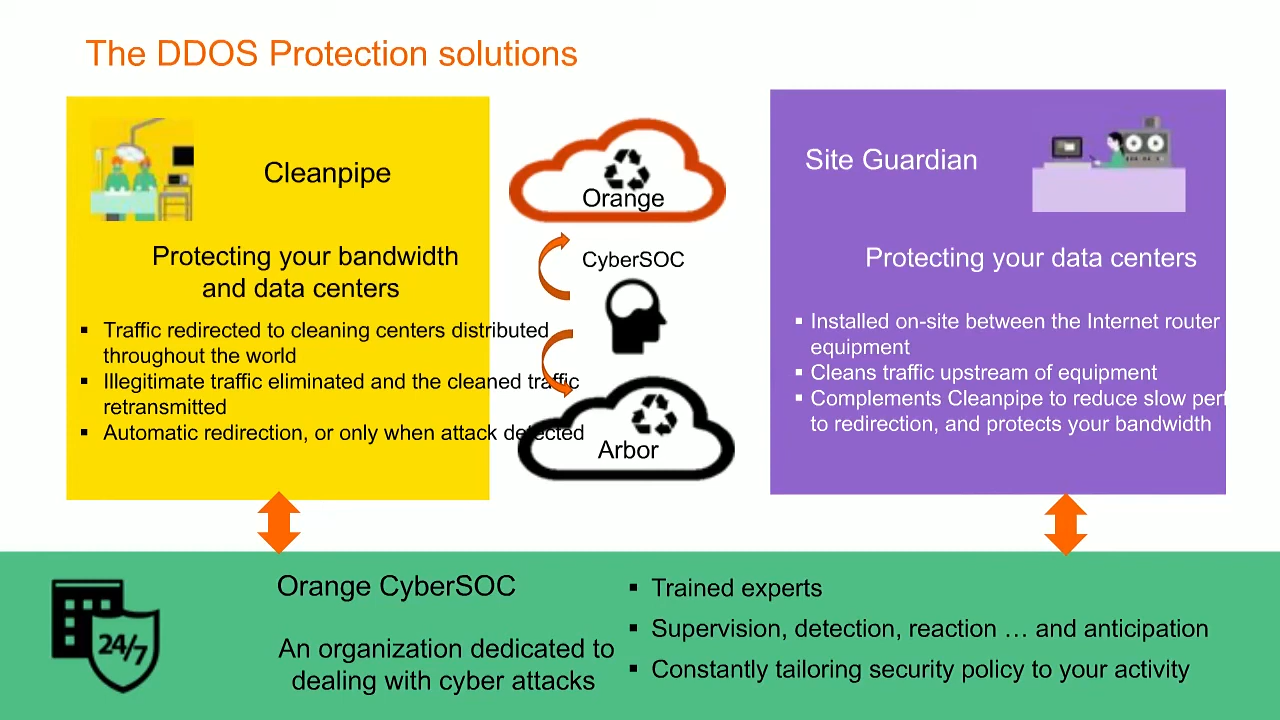 The DDOS Protection solutions
Cleanpipe
Protecting your bandwidth
and data centers
▪ Traffic redirected to cleaning centers distributed
throughout the world
▪ Illegitimate traffic eliminated and the cleaned traffic
retransmitted
▪ Automatic redirection, or only when attack detected
Orange
CyberSOC
Arbor
Site Guardian
Protecting your data centers
▪ Installed on-site between the Internet router
equipment
▪ Cleans traffic upstream of equipment
▪ Complements Cleanpipe to reduce slow perf
to redirection, and protects your bandwidth
24/7
Orange CyberSOC
An organization dedicated to
dealing with cyber attacks
▪ Trained experts
▪ Supervision, detection, reaction … and anticipation
▪ Constantly tailoring security policy to your activity